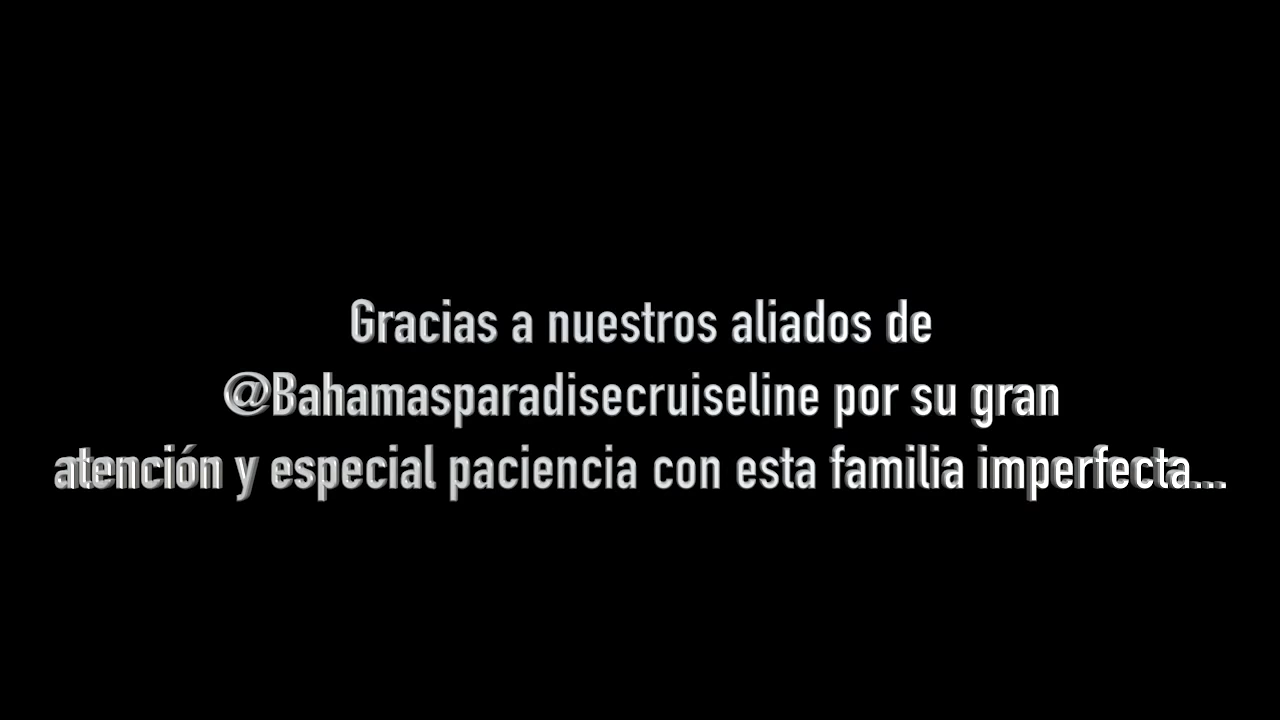 Gracias a nuestros aliados de
@Bahamasparadisecruiseline por su gran
atención y especial paciencia con esta familia imperfecta...